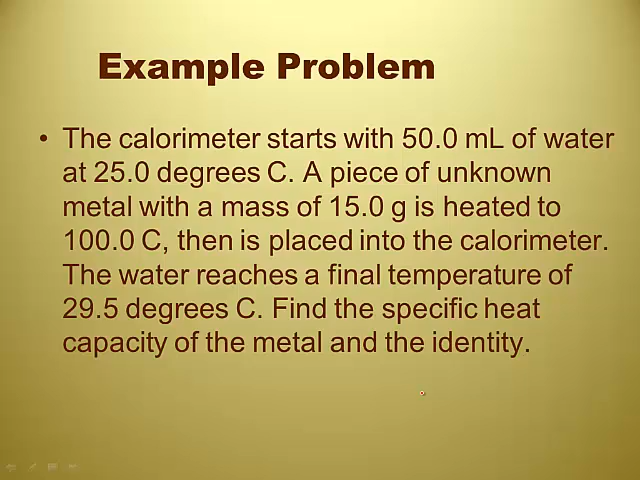 Example Problem
• The calorimeter starts with 50.0 mL of water
at 25.0 degrees C. A piece of unknown
metal with a mass of 15.0 g is heated to
100.0 C, then is placed into the calorimeter.
The water reaches a final temperature of
29.5 degrees C. Find the specific heat
capacity of the metal and the identity.